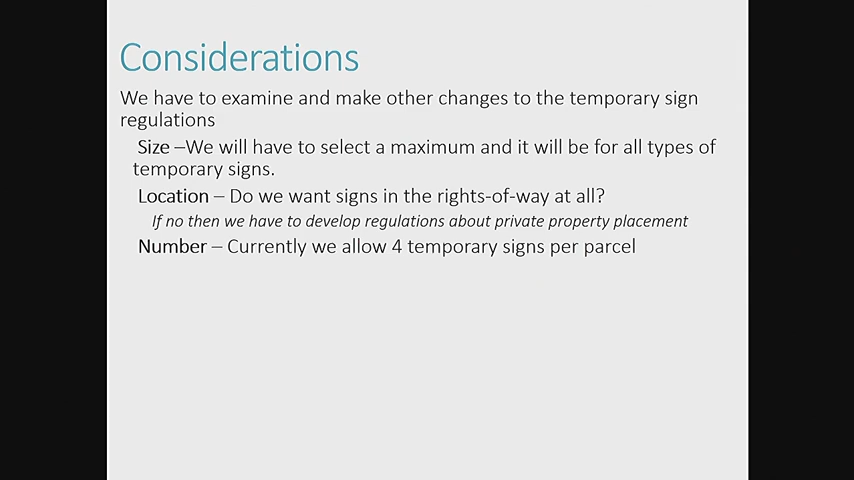 Considerations
We have to examine and make other changes to the temporary sign
regulations
Size –We will have to select a maximum and it will be for all types of
temporary signs.
Location – Do we want signs in the rights-of-way at all?
If no then we have to develop regulations about private property placement
Number – Currently we allow 4 temporary signs per parcel